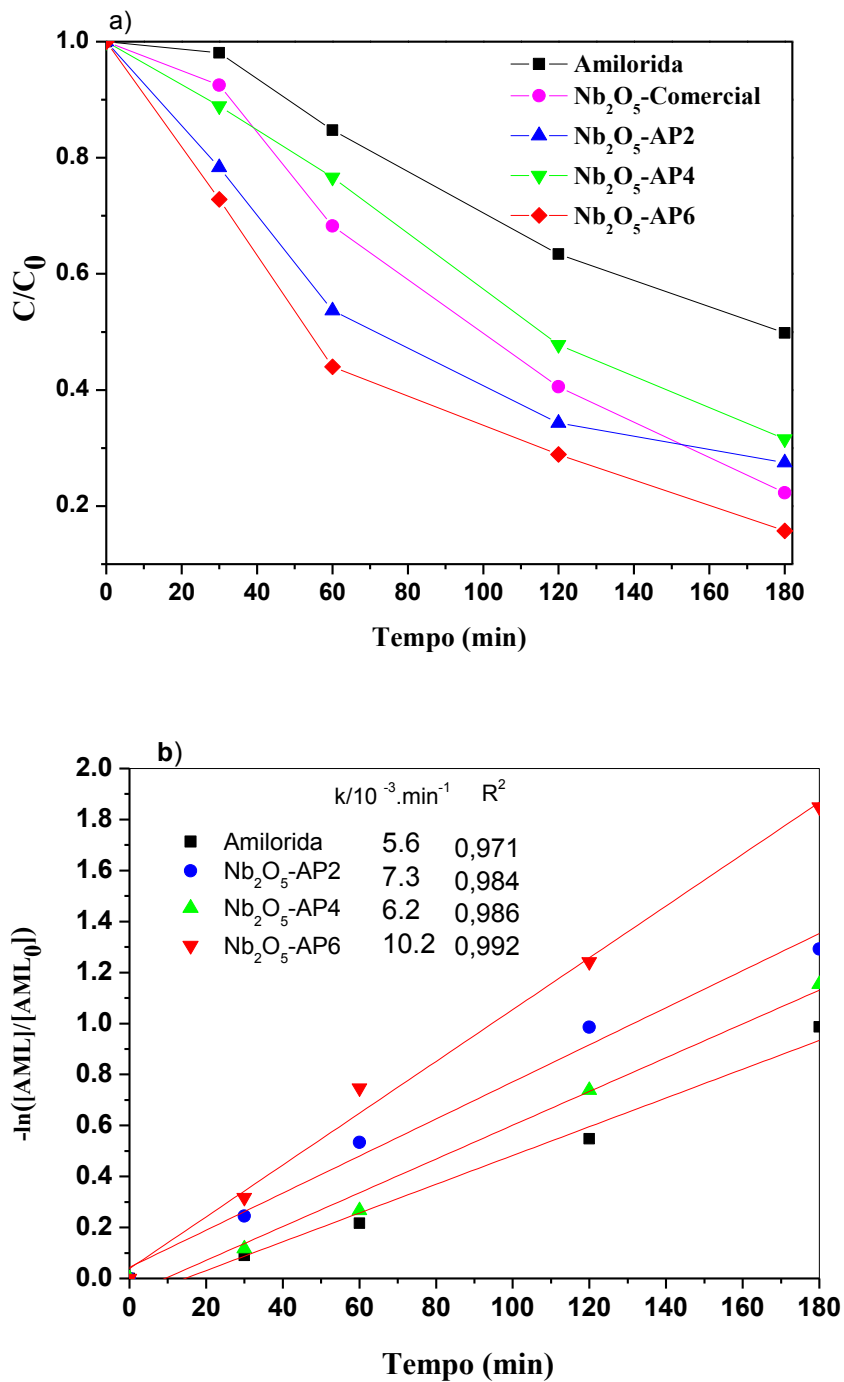 a)
1.0
0.8
0.6
0.4
0.2
C/C₀
Amilorida
Nb₂O₅-Comercial
Nb₂O₅-AP2
Nb₂O₅-AP4
Nb₂O₅-AP6
0 20 40 60 80 100 120 140 160 180
Tempo (min)
b)
2.0
1.8
1.6
1.4
1.2
1.0
0.8
0.6
0.4
0.2
0.0
-ln([AML]/[AML₀])
k/10 ⁻³.min⁻¹ R²
Amilorida 5.6 0,971
Nb₂O₅-AP2 7.3 0,984
Nb₂O₅-AP4 6.2 0,986
Nb₂O₅-AP6 10.2 0,992
0 20 40 60 80 100 120 140 160 180
Tempo (min)